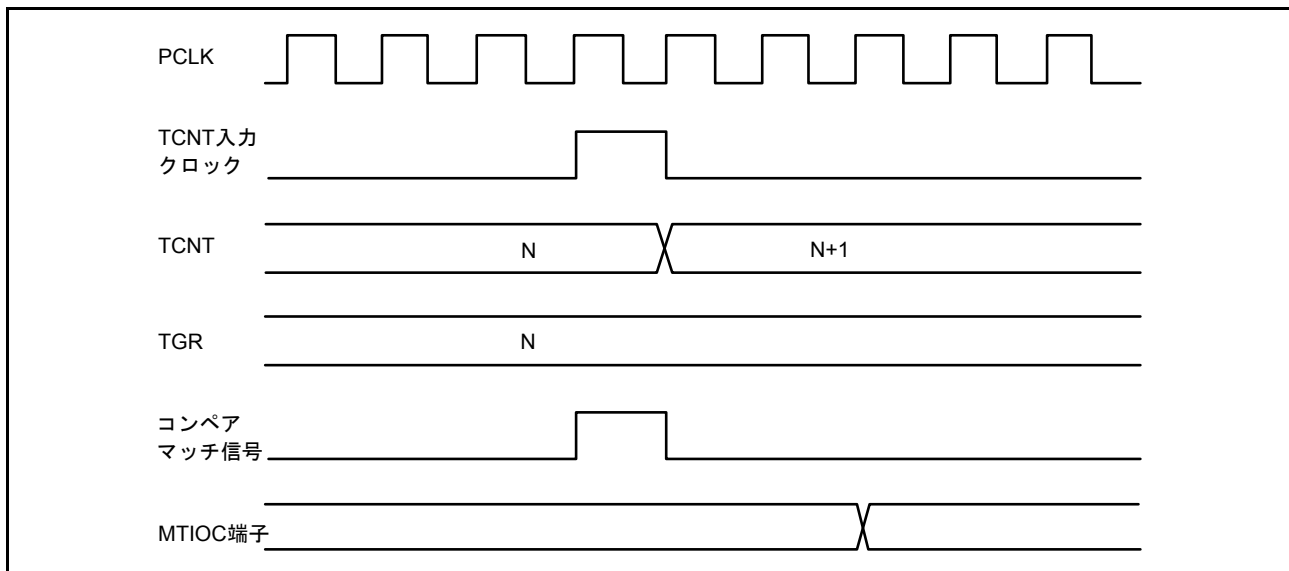 PCLK
TCNT入力
クロック
TCNT
N
N+1
TGR
N
コンペア
マッチ信号
MTIOC端子